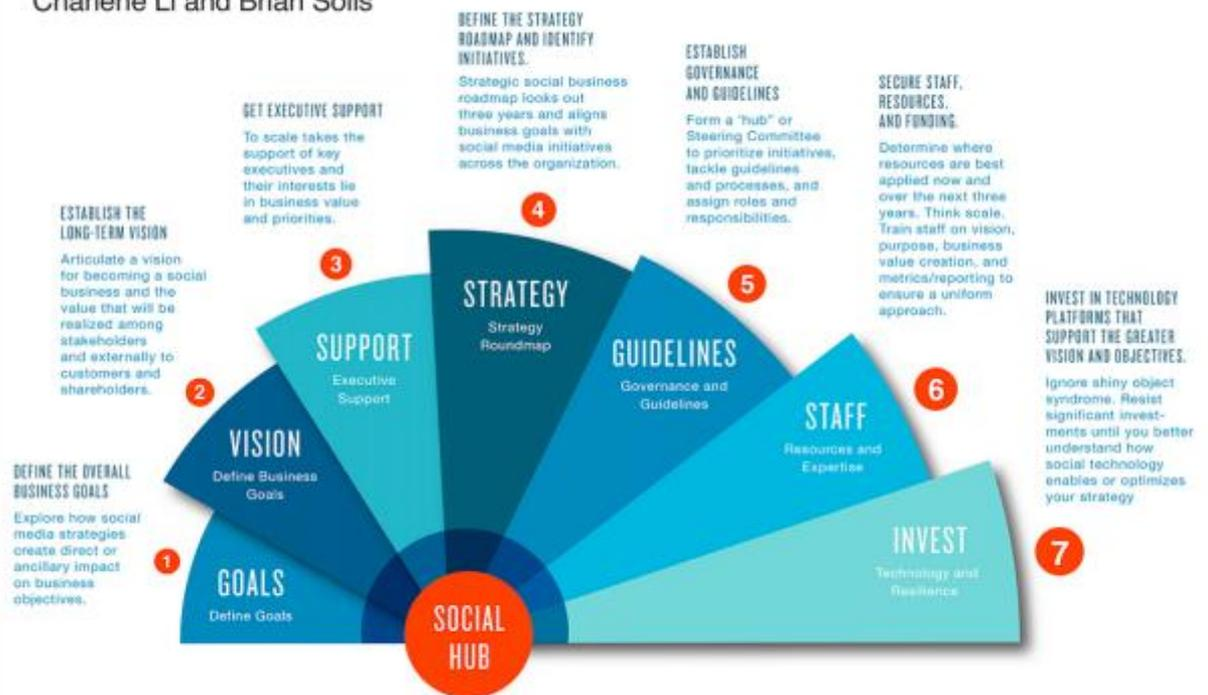 Charlene Li and Brian Solis
DEFINE THE OVERALL
BUSINESS GOALS
Explore how social
media strategies
create direct or
ancillary impact
on business
objectives.
1
GOALS
Define Goals
ESTABLISH THE
LONG-TERM VISION
Articulate a vision
for becoming a social
business and the
value that will be
realized among
stakeholders
and externally to
customers and
shareholders.
2
VISION
Define Business
Goals
GET EXECUTIVE SUPPORT
To scale takes the
support of key
executives and
their interests lie
in business value
and priorities.
3
SUPPORT
Executive
Support
DEFINE THE STRATEGY
ROADMAP AND IDENTIFY
INITIATIVES.
Strategic social business
roadmap looks out
three years and aligns
business goals with
social media initiatives
across the organization.
4
STRATEGY
Strategy
Roundmap
ESTABLISH
GOVERNANCE
AND GUIDELINES
Form a "hub" or
Steering Committee
to prioritize initiatives,
tackle guidelines
and processes, and
assign roles and
responsibilities.
5
GUIDELINES
Governance and
Guidelines
SECURE STAFF,
RESOURCES,
AND FUNDING.
Determine where
resources are best
applied now and
over the next three
years. Think scale.
Train staff on vision,
purpose, business
value creation, and
metrics/reporting to
ensure a uniform
approach.
6
STAFF
Resources and
Expertise
INVEST IN TECHNOLOGY
PLATFORMS THAT
SUPPORT THE GREATER
VISION AND OBJECTIVES.
Ignore shiny object
syndrome. Resist
significant invest-
ments until you better
understand how
social technology
enables or optimizes
your strategy
7
INVEST
Technology and
Resilience
SOCIAL
HUB